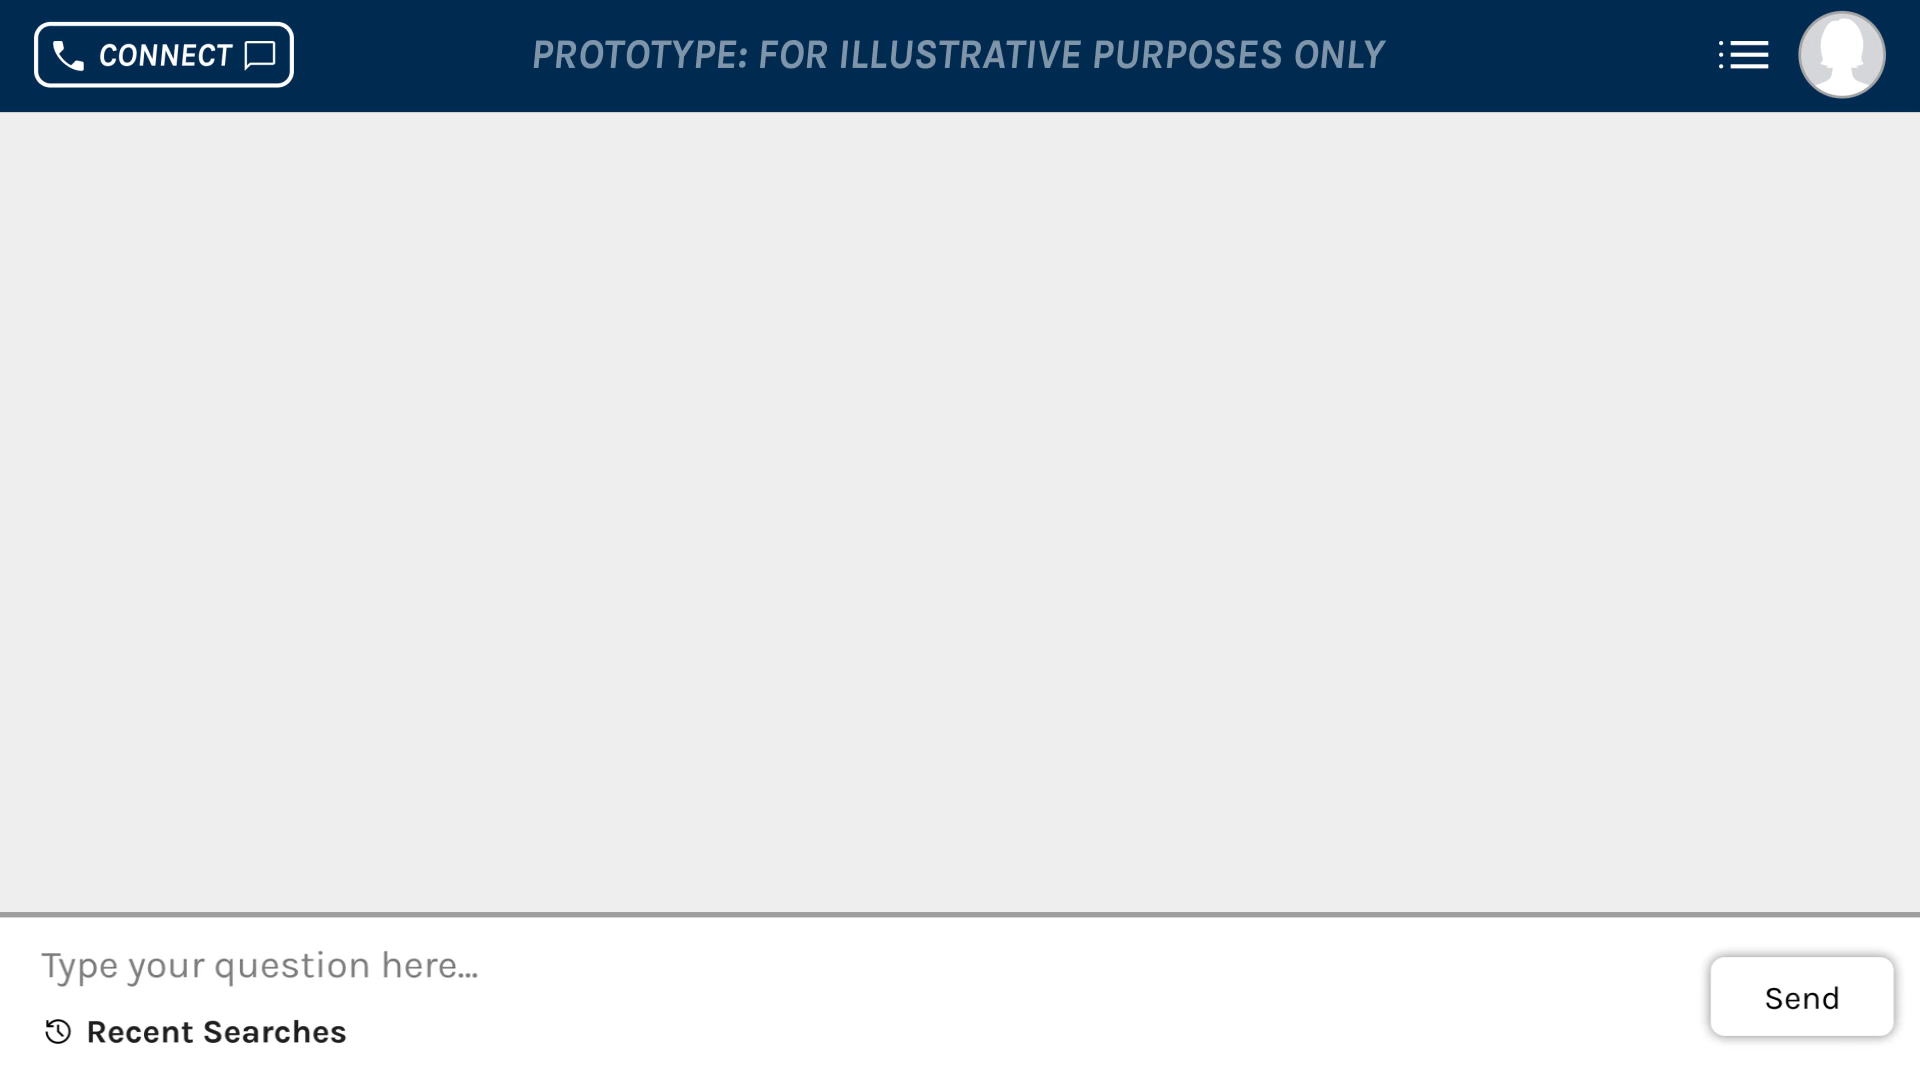 CONNECT
PROTOTYPE: FOR ILLUSTRATIVE PURPOSES ONLY
Type your question here...
Recent Searches
Send